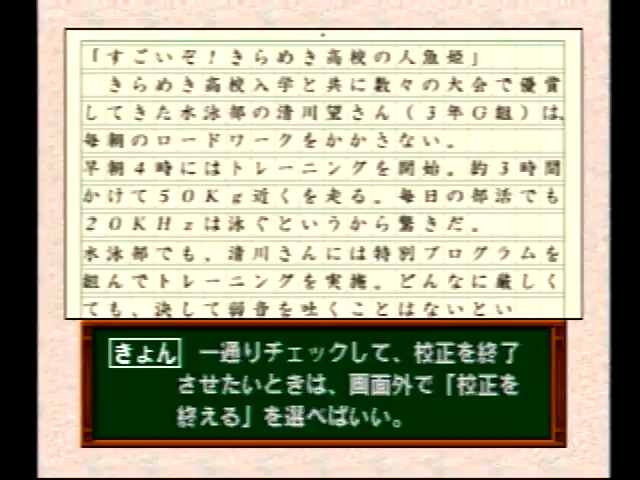 「すごいぞ！きらめき高校の人魚姫」
きらめき高校入学と共に数々の大会で優賞
してきた水泳部の清川望さん（３年Ｇ組）は、
毎朝のロードワークをかかさない。
早朝４時にはトレーニングを開始。約３時間
かけて５０Ｋｇ近くを走る。毎日の部活でも
２０ＫＨｚは泳ぐというから驚きだ。
水泳部でも、清川さんには特別プログラムを
組んでトレーニングを実施。どんなに厳しく
ても、決して弱音を吐くことはないとい
きょん 一通りチェックして、校正を終了
させたいときは、画面外で「校正を
終える」を選べばいい。